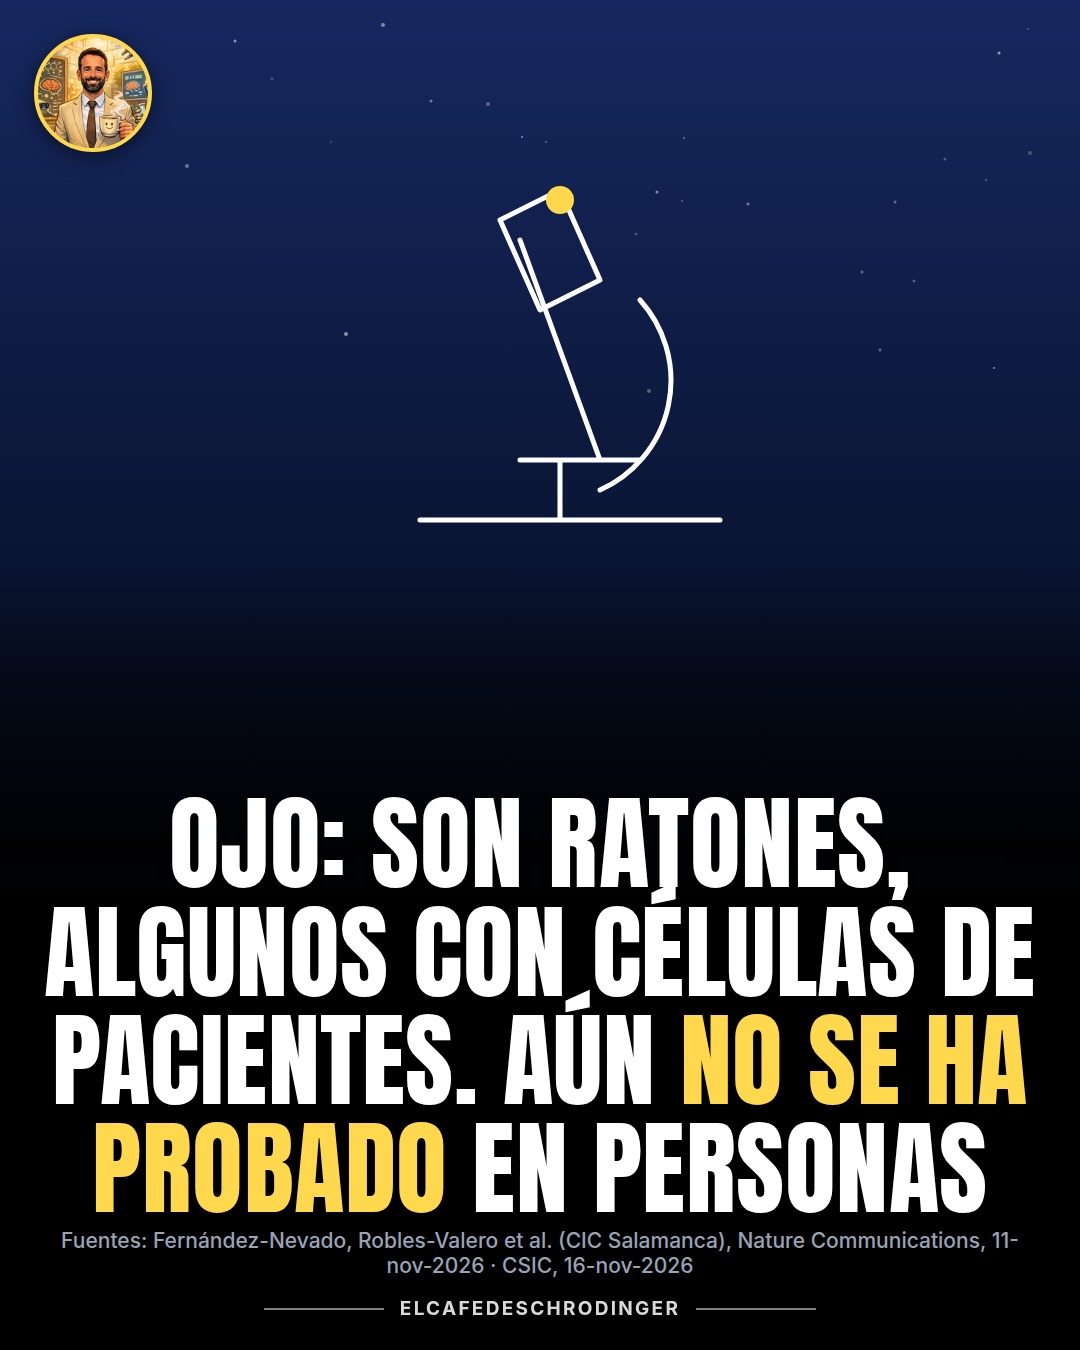 OJO: SON RATONES,
ALGUNOS CON CÉLULAS DE
PACIENTES. AÚN NO SE HA
PROBADO EN PERSONAS
Fuentes: Fernández-Nevado, Robles-Valero et al. (CIC Salamanca), Nature Communications, 11-
nov-2026 · CSIC, 16-nov-2026
ELCAFEDESCHRODINGER